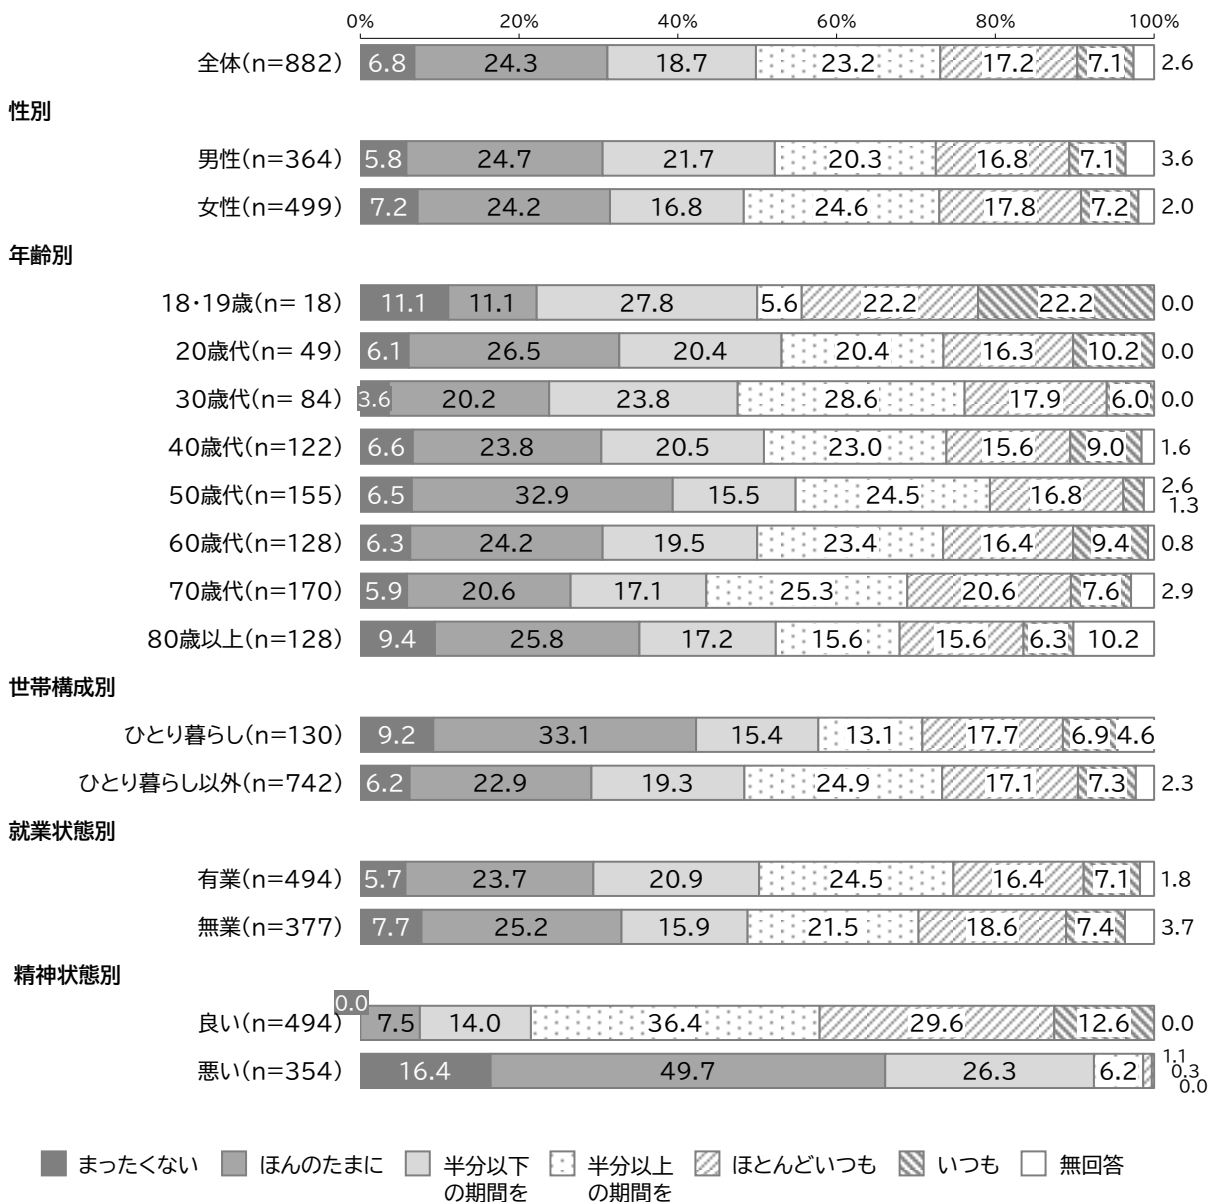 0% 20% 40% 60% 80% 100%
全体(n=882) 6.8 24.3 18.7 23.2 17.2 7.1 2.6
性別
男性(n=364) 5.8 24.7 21.7 20.3 16.8 7.1 3.6
女性(n=499) 7.2 24.2 16.8 24.6 17.8 7.2 2.0
年齢別
18・19歳(n= 18) 11.1 11.1 27.8 5.6 22.2 22.2 0.0
20歳代(n= 49) 6.1 26.5 20.4 20.4 16.3 10.2 0.0
30歳代(n= 84) 3.6 20.2 23.8 28.6 17.9 6.0 0.0
40歳代(n=122) 6.6 23.8 20.5 23.0 15.6 9.0 1.6
50歳代(n=155) 6.5 32.9 15.5 24.5 16.8 2.6
1.3
60歳代(n=128) 6.3 24.2 19.5 23.4 16.4 9.4 0.8
70歳代(n=170) 5.9 20.6 17.1 25.3 20.6 7.6 2.9
80歳以上(n=128) 9.4 25.8 17.2 15.6 15.6 6.3 10.2
世帯構成別
ひとり暮らし(n=130) 9.2 33.1 15.4 13.1 17.7 6.9 4.6
ひとり暮らし以外(n=742) 6.2 22.9 19.3 24.9 17.1 7.3 2.3
就業状態別
有業(n=494) 5.7 23.7 20.9 24.5 16.4 7.1 1.8
無業(n=377) 7.7 25.2 15.9 21.5 18.6 7.4 3.7
精神状態別
良い(n=494) 0.0 7.5 14.0 36.4 29.6 12.6 0.0
悪い(n=354) 16.4 49.7 26.3 6.2 1.1
0.3
0.0
まったくない ほんのたまに 半分以下 半分以上 ほとんどいつも いつも 無回答
の期間を の期間を